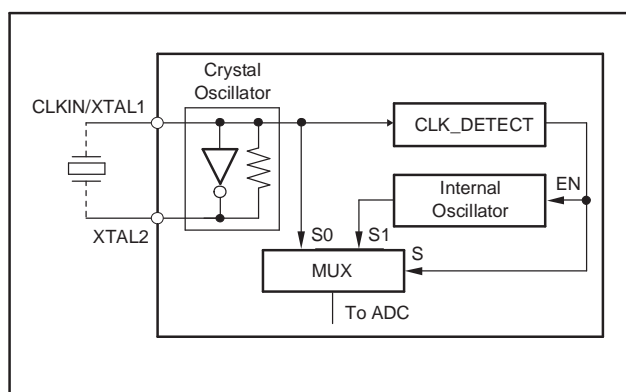 Crystal
Oscillator
CLKIN/XTAL1
CLK_DETECT
Internal
Oscillator
EN
XTAL2
S0
S1
S
MUX
To ADC